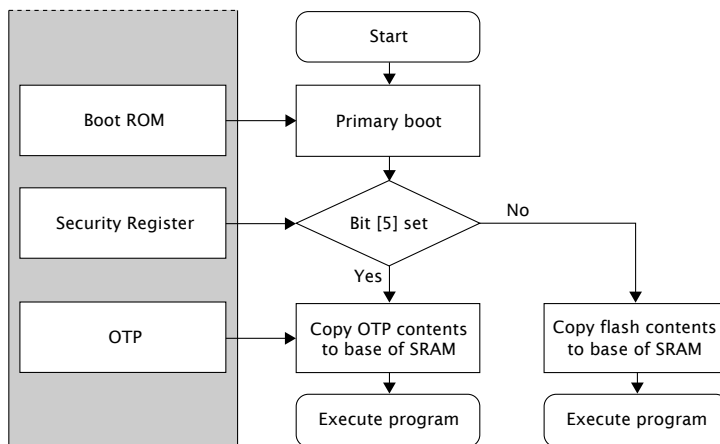 Start
Boot ROM
Primary boot
Security Register
Bit [5] set
No
Yes
OTP
Copy OTP contents
to base of SRAM
Copy flash contents
to base of SRAM
Execute program
Execute program